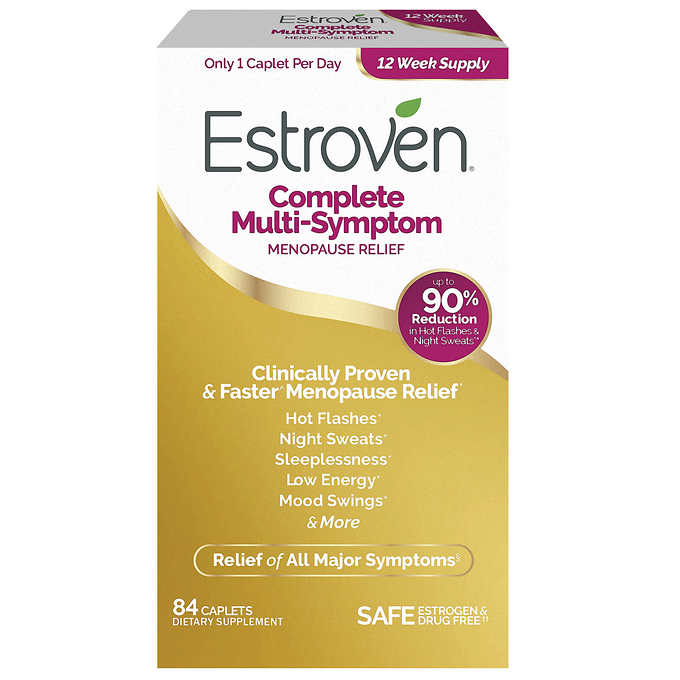 Estroven
Complete
Multi-Symptom
MENOPAUSE RELIEF
12 Week
Supply
Only 1 Caplet Per Day
12 Week Supply
Estroven®
Complete
Multi-Symptom
MENOPAUSE RELIEF
up to
90%
Reduction
in Hot Flashes &
Night Sweats**
Clinically Proven
& Faster^ Menopause Relief*
Hot Flashes*
Night Sweats*
Sleeplessness*
Low Energy*
Mood Swings*
& More
Relief of All Major Symptoms§
84 CAPLETS
DIETARY SUPPLEMENT
SAFE ESTROGEN &
DRUG FREE††